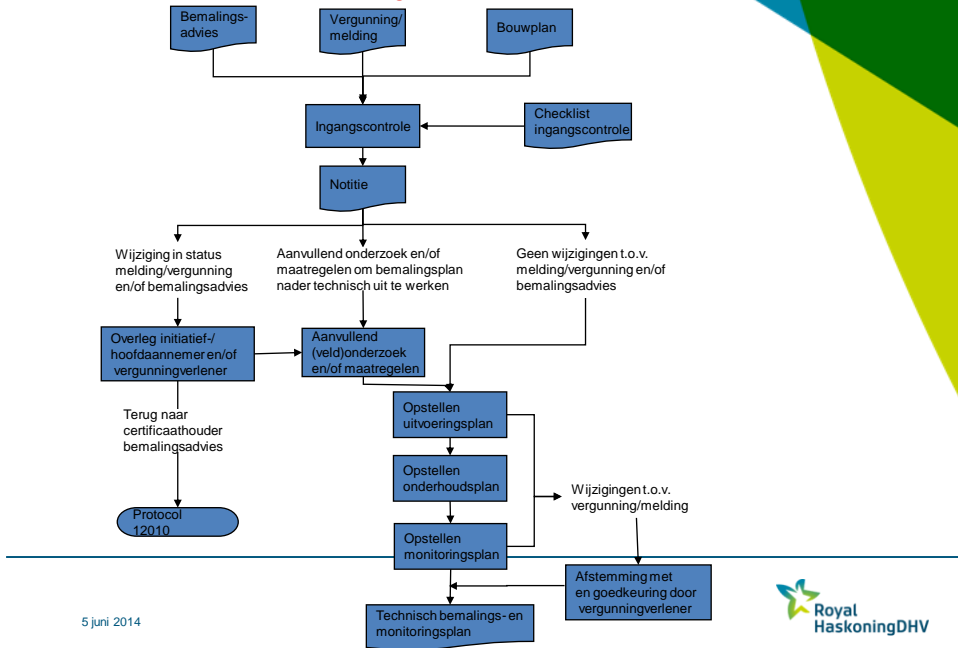 Bemalings-
advies
Vergunning/
melding
Bouwplan
Ingangscontrole
Checklist
ingangscontrole
Notitie
Wijziging in status
melding/vergunning
en/of bemalingsadvies
Aanvullend onderzoek en/of
maatregelen om bemalingsplan
nader technisch uit te werken
Geen wijzigingen t.o.v.
melding/vergunning en/of
bemalingsadvies
Overleg initiatief-/
hoofdaannemer en/of
vergunningverlener
Aanvullend
(veld)onderzoek
en/of maatregelen
Terug naar
certificaathouder
bemalingsadvies
Opstellen
uitvoeringsplan
Opstellen
onderhoudsplan
Wijzigingen t.o.v.
vergunning/melding
Protocol
12010
Opstellen
monitoringsplan
Afstemming met
en goedkeuring door
vergunningverlener
Technisch bemalings- en
monitoringsplan
5 juni 2014
Royal
HaskoningDHV